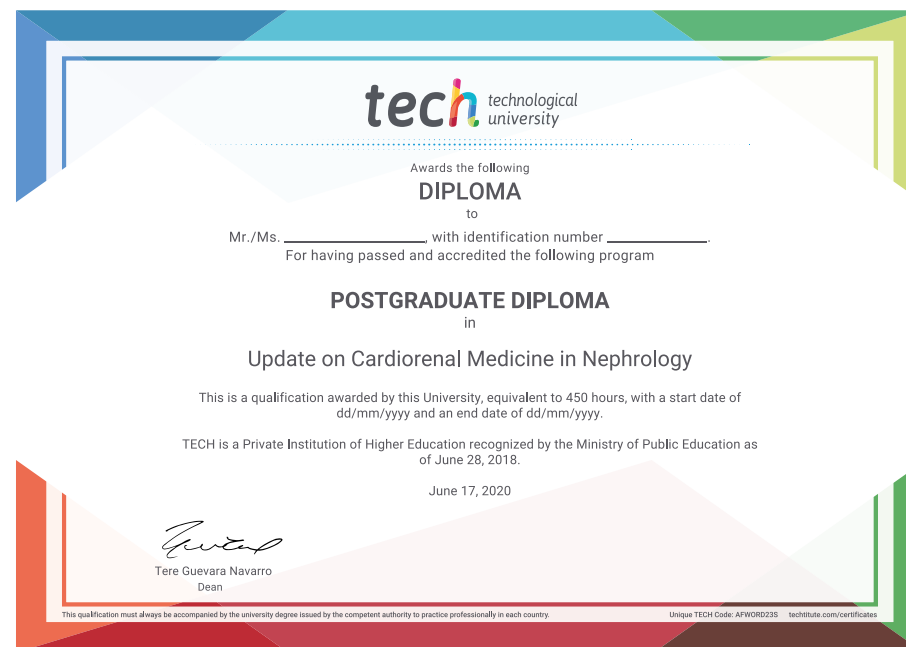 tech technological
university
Awards the following
DIPLOMA
to
Mr./Ms. ____________________, with identification number ______________.
For having passed and accredited the following program
POSTGRADUATE DIPLOMA
in
Update on Cardiorenal Medicine in Nephrology
This is a qualification awarded by this University, equivalent to 450 hours, with a start date of
dd/mm/yyyy and an end date of dd/mm/yyyy.
TECH is a Private Institution of Higher Education recognized by the Ministry of Public Education as
of June 28, 2018.
June 17, 2020
Tere Guevara Navarro
Dean
This qualification must always be accompanied by the university degree issued by the competent authority to practice professionally in each country.
Unique TECH Code: AFWORD23S techtitute.com/certificates